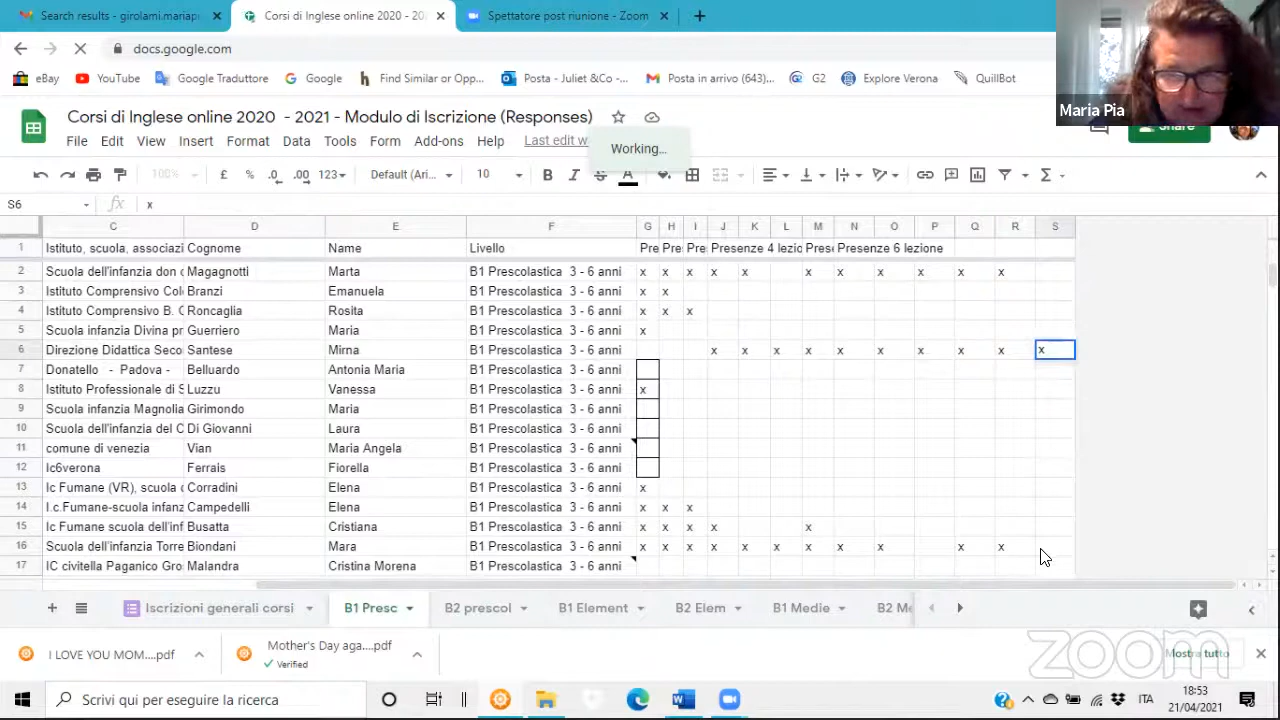 Search results - girolami.mariap
Corsi di Inglese online 2020 - 202
Spettatore post riunione - Zoom
docs.google.com
eBay YouTube Google Traduttore Google Find Similar or Opp... Posta - Juliet &Co -... Posta in arrivo (643)... G2 Explore Verona QuillBot
Maria Pia
Corsi di Inglese online 2020 - 2021 - Modulo di Iscrizione (Responses)
File Edit View Insert Format Data Tools Form Add-ons Help Last edit w
Working...
Share
100% £ % .0 .00 123 Default (Ari... 10 B I S A
S6 fx x
C D E F G H I J K L M N O P Q R S
1 Istituto, scuola, associazi Cognome Name Livello Pre Pre Pre Presenze 4 lezio Prese Presenze 6 lezione
2 Scuola dell'infanzia don c Magagnotti Marta B1 Prescolastica 3 - 6 anni x x x x x x x x x x x
3 Istituto Comprensivo Col Branzi Emanuela B1 Prescolastica 3 - 6 anni x x
4 Istituto Comprensivo B. C Roncaglia Rosita B1 Prescolastica 3 - 6 anni x x x
5 Scuola infanzia Divina pr Guerriero Maria B1 Prescolastica 3 - 6 anni x
6 Direzione Didattica Seco Santese Mirna B1 Prescolastica 3 - 6 anni x x x x x x x x x x
7 Donatello - Padova - Belluardo Antonia Maria B1 Prescolastica 3 - 6 anni
8 Istituto Professionale di S Luzzu Vanessa B1 Prescolastica 3 - 6 anni x
9 Scuola infanzia Magnolia Girimondo Maria B1 Prescolastica 3 - 6 anni
10 Scuola dell'infanzia del C Di Giovanni Laura B1 Prescolastica 3 - 6 anni
11 comune di venezia Vian Maria Angela B1 Prescolastica 3 - 6 anni
12 Ic6verona Ferrais Fiorella B1 Prescolastica 3 - 6 anni
13 Ic Fumane (VR), scuola d Corradini Elena B1 Prescolastica 3 - 6 anni x
14 I.c.Fumane-scuola infanz Campedelli Elena B1 Prescolastica 3 - 6 anni x x x
15 Ic Fumane scuola dell'inf Busatta Cristiana B1 Prescolastica 3 - 6 anni x x x x x
16 Scuola dell'infanzia Torre Biondani Mara B1 Prescolastica 3 - 6 anni x x x x x x x x x x x
17 IC civitella Paganico Gro Malandra Cristina Morena B1 Prescolastica 3 - 6 anni
Iscrizioni generali corsi B1 Presc B2 prescol B1 Element B2 Elem B1 Medie B2 Me
I LOVE YOU MOM....pdf
Mother's Day aga....pdf
Verified
Mostra tutto
zoom
Scrivi qui per eseguire la ricerca
ITA
18:53
21/04/2021